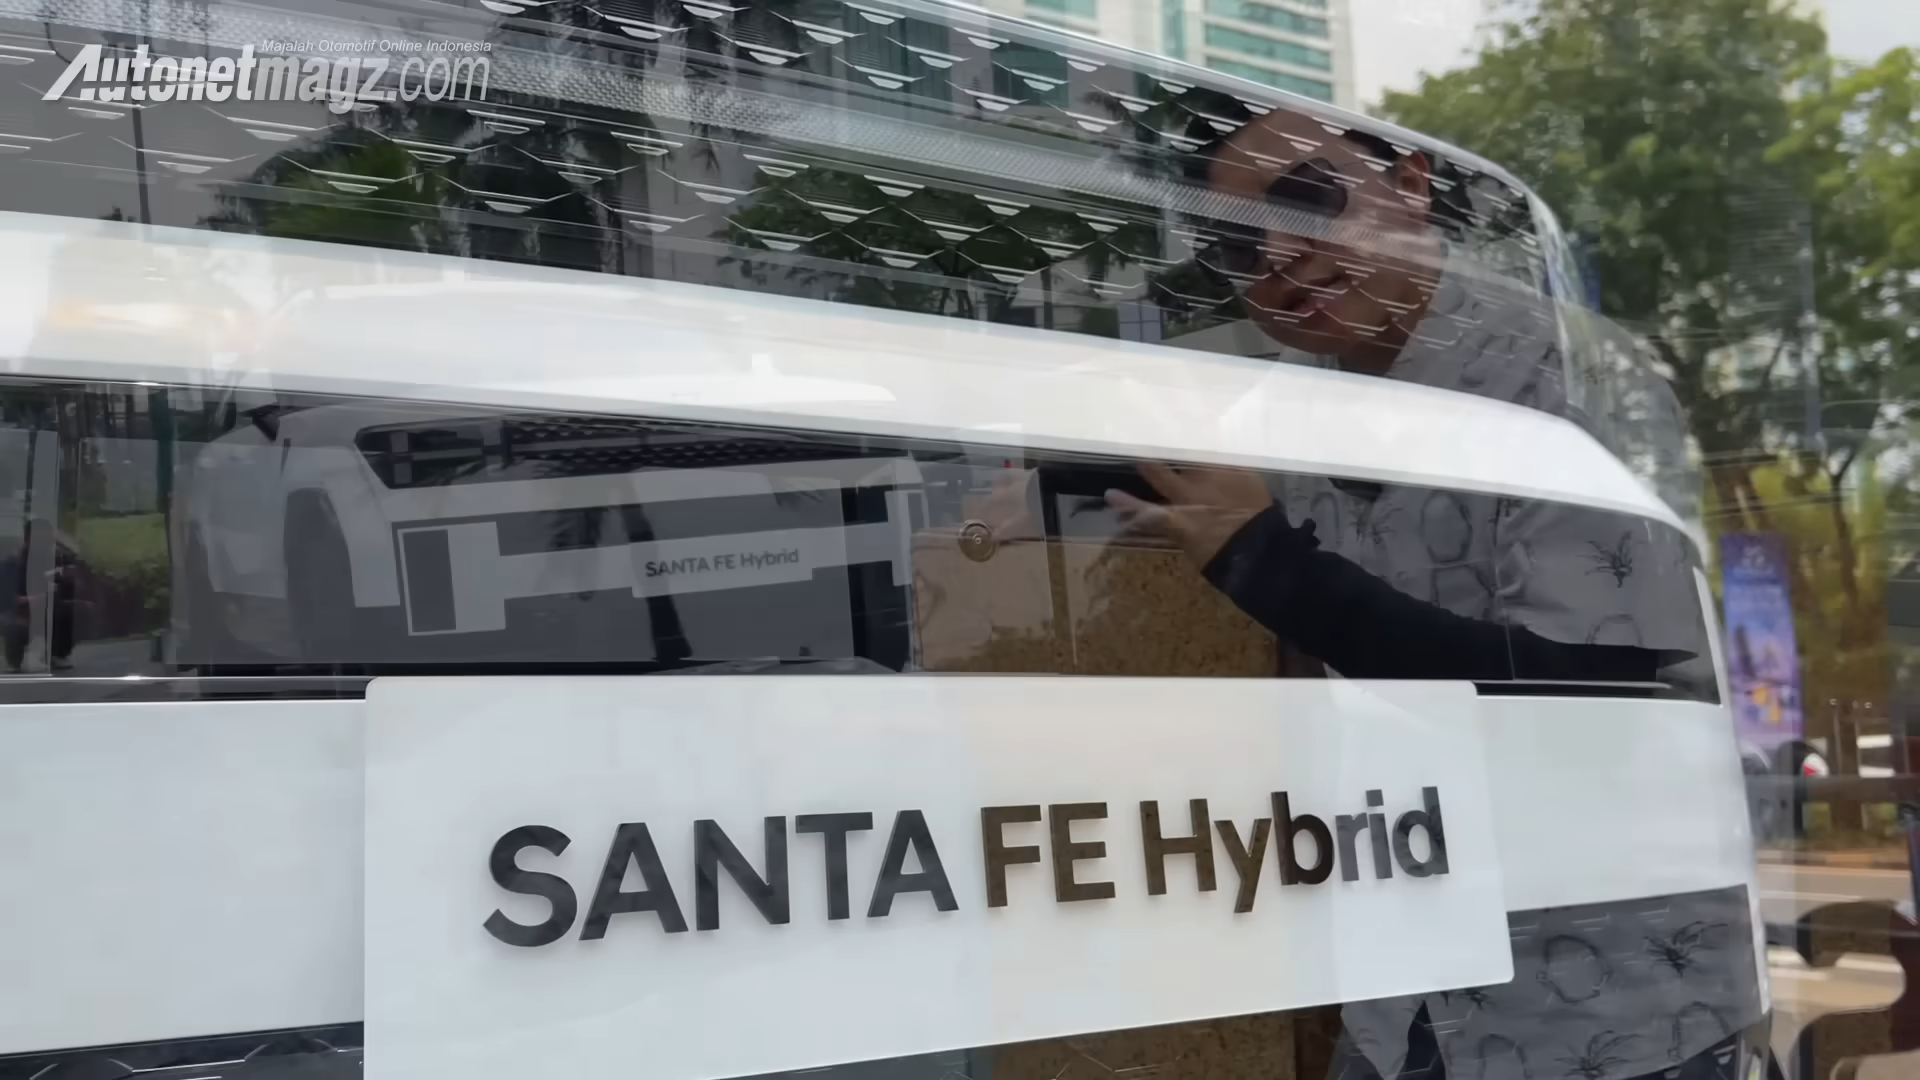 Majalah Otomotif Online Indonesia
Autonetmagz.com
SANTA FE Hybrid
SANTA FE Hybrid